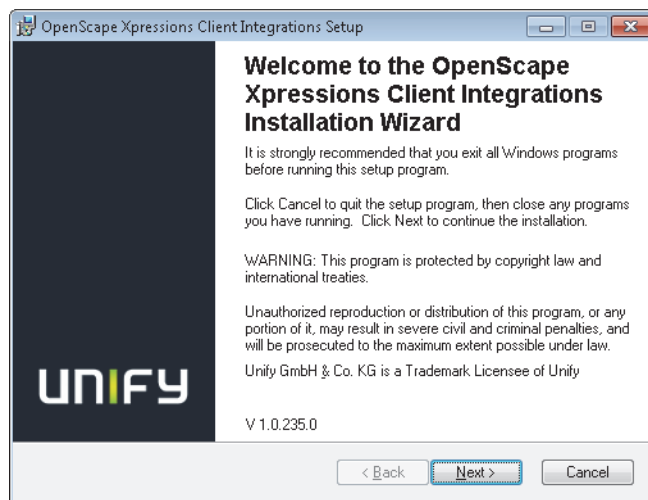 OpenScape Xpressions Client Integrations Setup
Welcome to the OpenScape
Xpressions Client Integrations
Installation Wizard
It is strongly recommended that you exit all Windows programs
before running this setup program.
Click Cancel to quit the setup program, then close any programs
you have running. Click Next to continue the installation.
WARNING: This program is protected by copyright law and
international treaties.
Unauthorized reproduction or distribution of this program, or any
portion of it, may result in severe civil and criminal penalties, and
will be prosecuted to the maximum extent possible under law.
Unify GmbH & Co. KG is a Trademark Licensee of Unify
UNIFY
V 1.0.235.0
< Back
Next >
Cancel